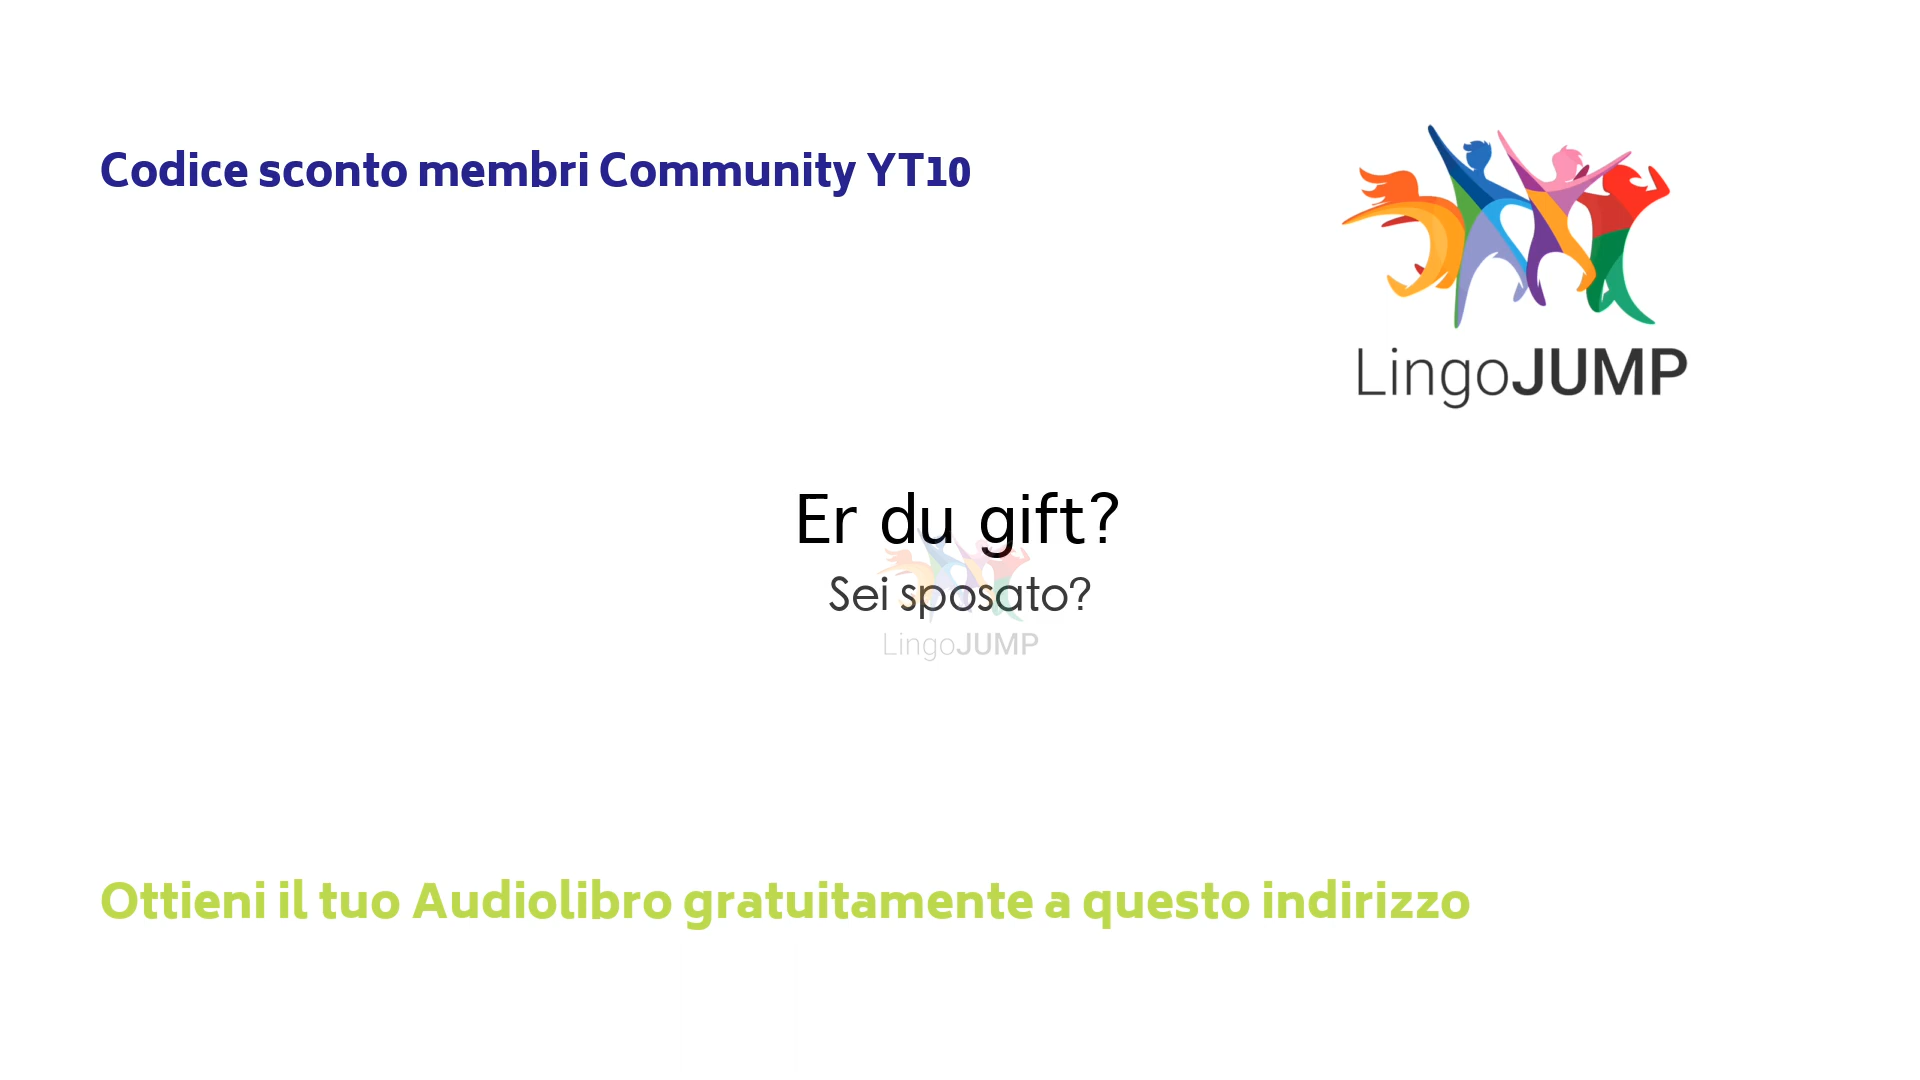 Codice sconto membri Community YT10
LingoJUMP
Er du gift?
Sei sposato?
LingoJUMP
Ottieni il tuo Audiolibro gratuitamente a questo indirizzo